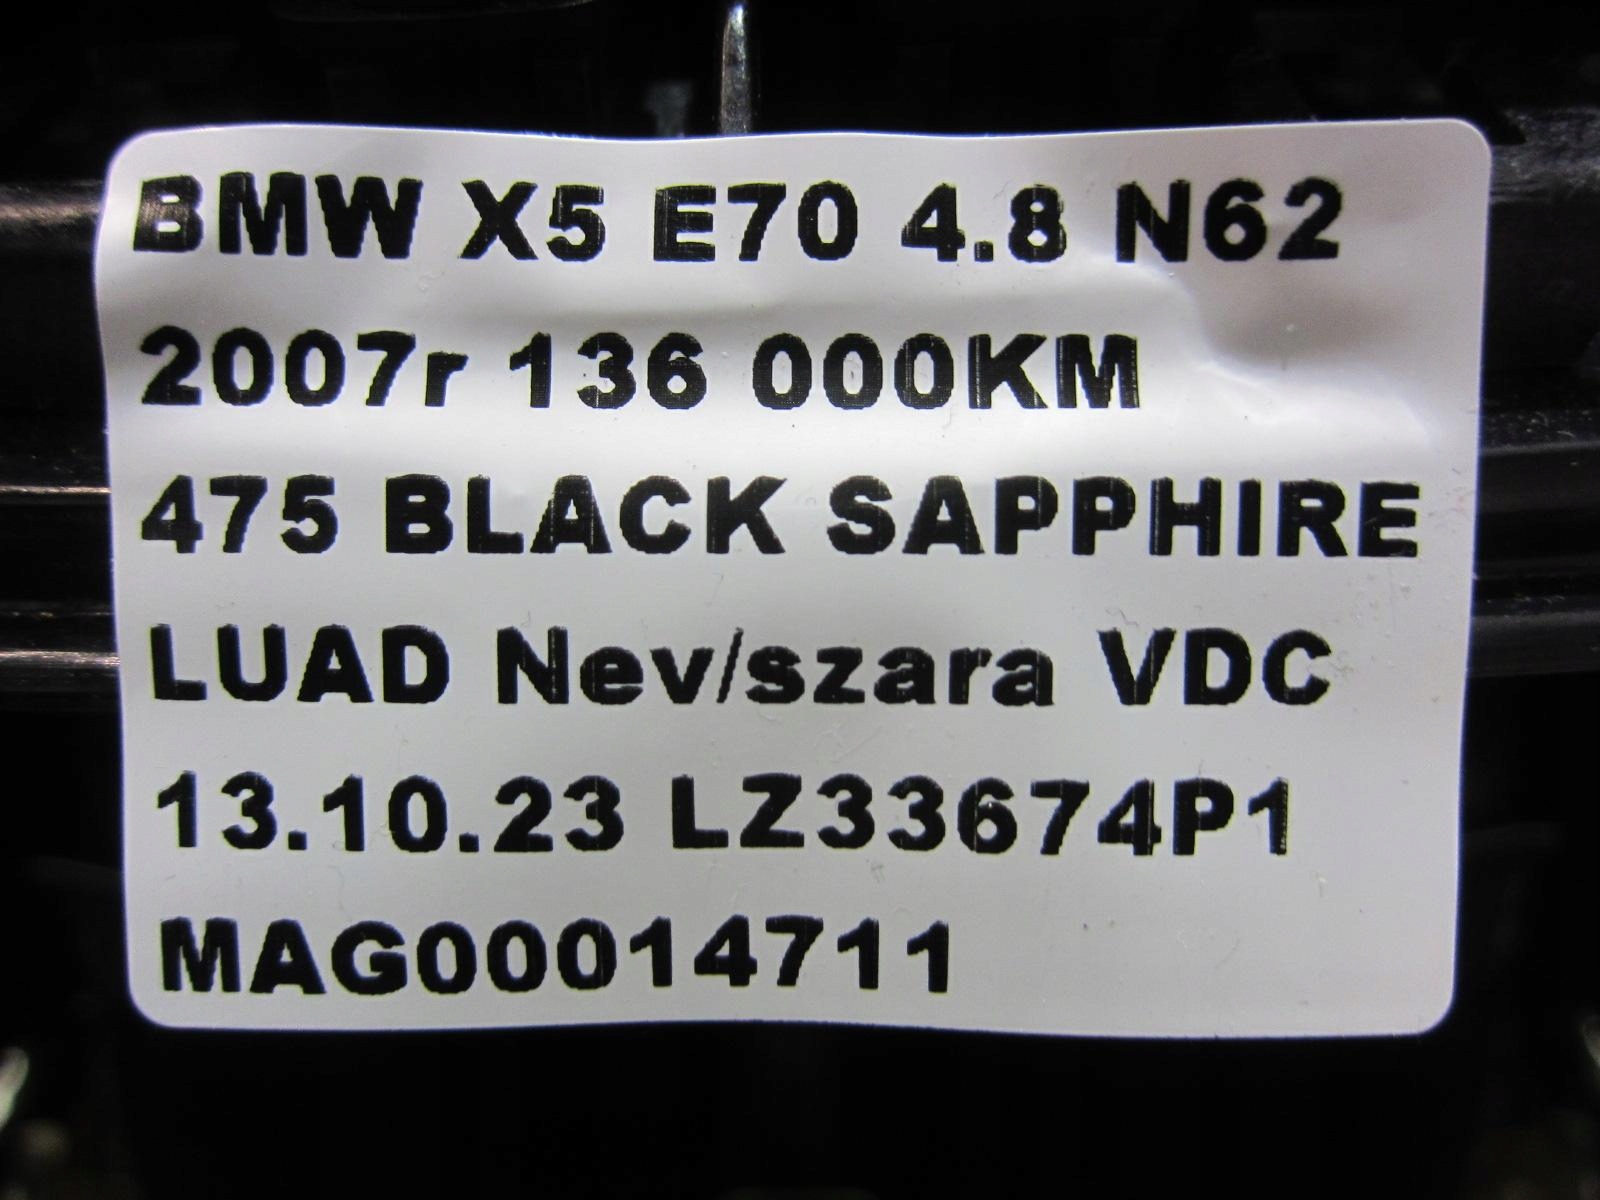 BMW X5 E70 4.8 N62
2007r 136 000KM
475 BLACK SAPPHIRE
LUAD Nev/szara VDC
13.10.23 LZ33674P1
MAG00014711